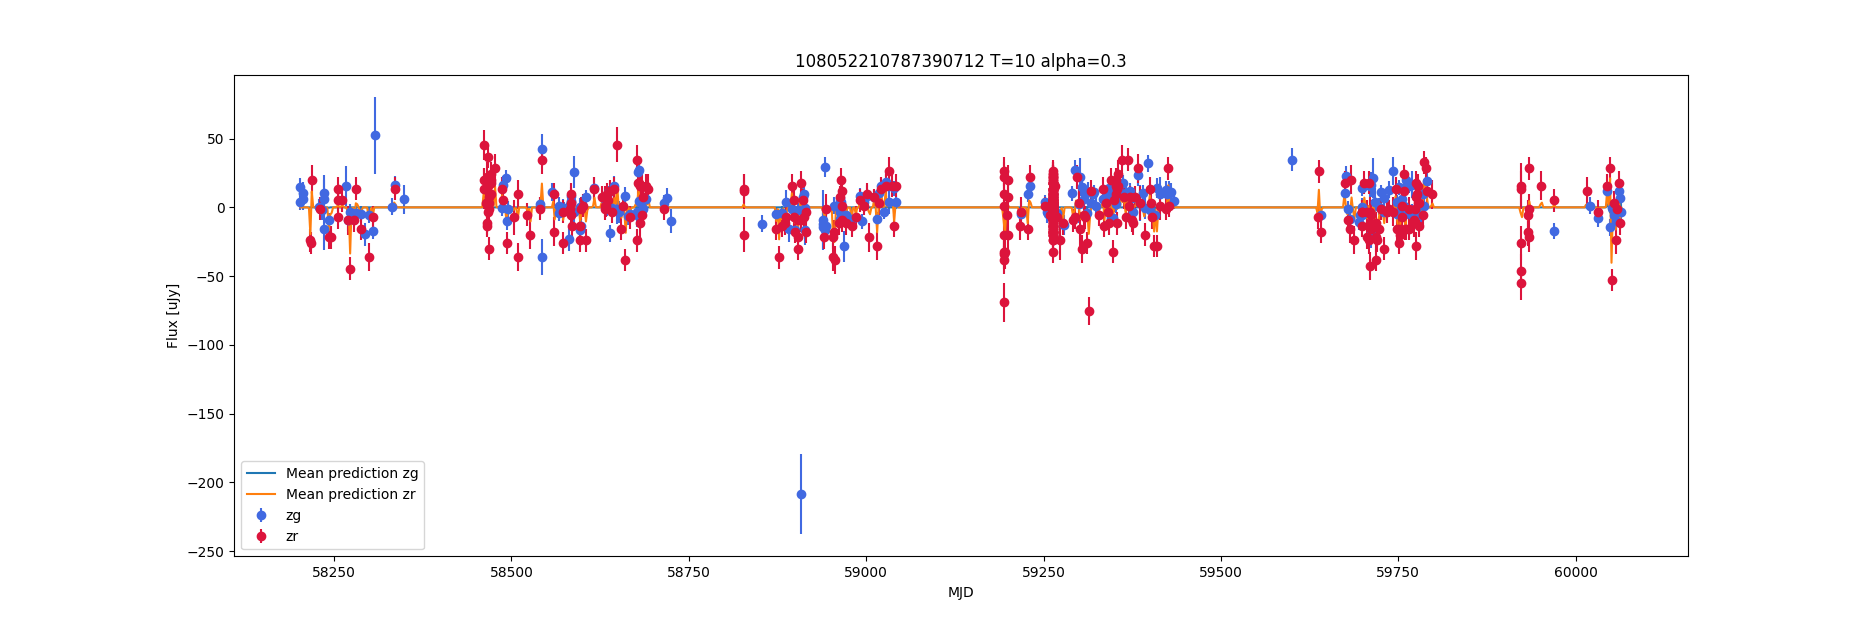 108052210787390712 T=10 alpha=0.3
Flux [uJy]
50
0
−50
−100
−150
−200
−250
Mean prediction zg
Mean prediction zr
zg
zr
58250 58500 58750 59000 59250 59500 59750 60000
MJD